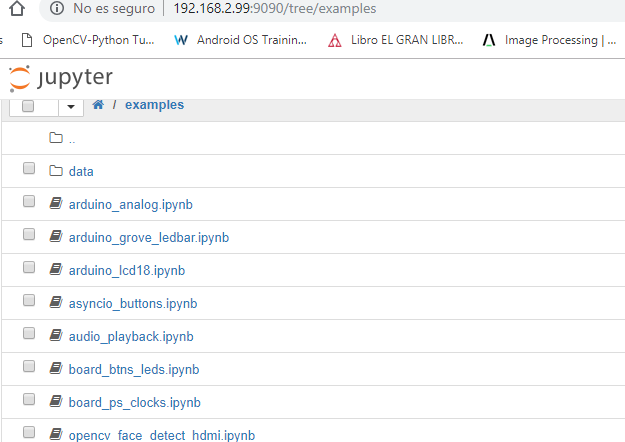 No es seguro | 192.168.2.99:9090/tree/examples
s OpenCV-Python Tu... Android OS Trainin... Libro EL GRAN LIBR... Image Processing | ...
jupyter
/ examples
..
data
arduino_analog.ipynb
arduino_grove_ledbar.ipynb
arduino_lcd18.ipynb
asyncio_buttons.ipynb
audio_playback.ipynb
board_btns_leds.ipynb
board_ps_clocks.ipynb
opencv_face_detect_hdmi.ipynb